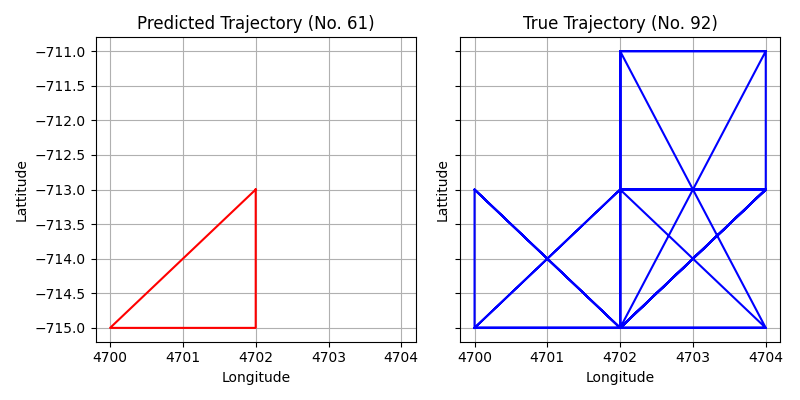 Predicted Trajectory (No. 61)
True Trajectory (No. 92)
−711.0
−711.5
−712.0
−712.5
−713.0
−713.5
−714.0
−714.5
−715.0
Lattitude
4700 4701 4702 4703 4704
Longitude
Lattitude
4700 4701 4702 4703 4704
Longitude